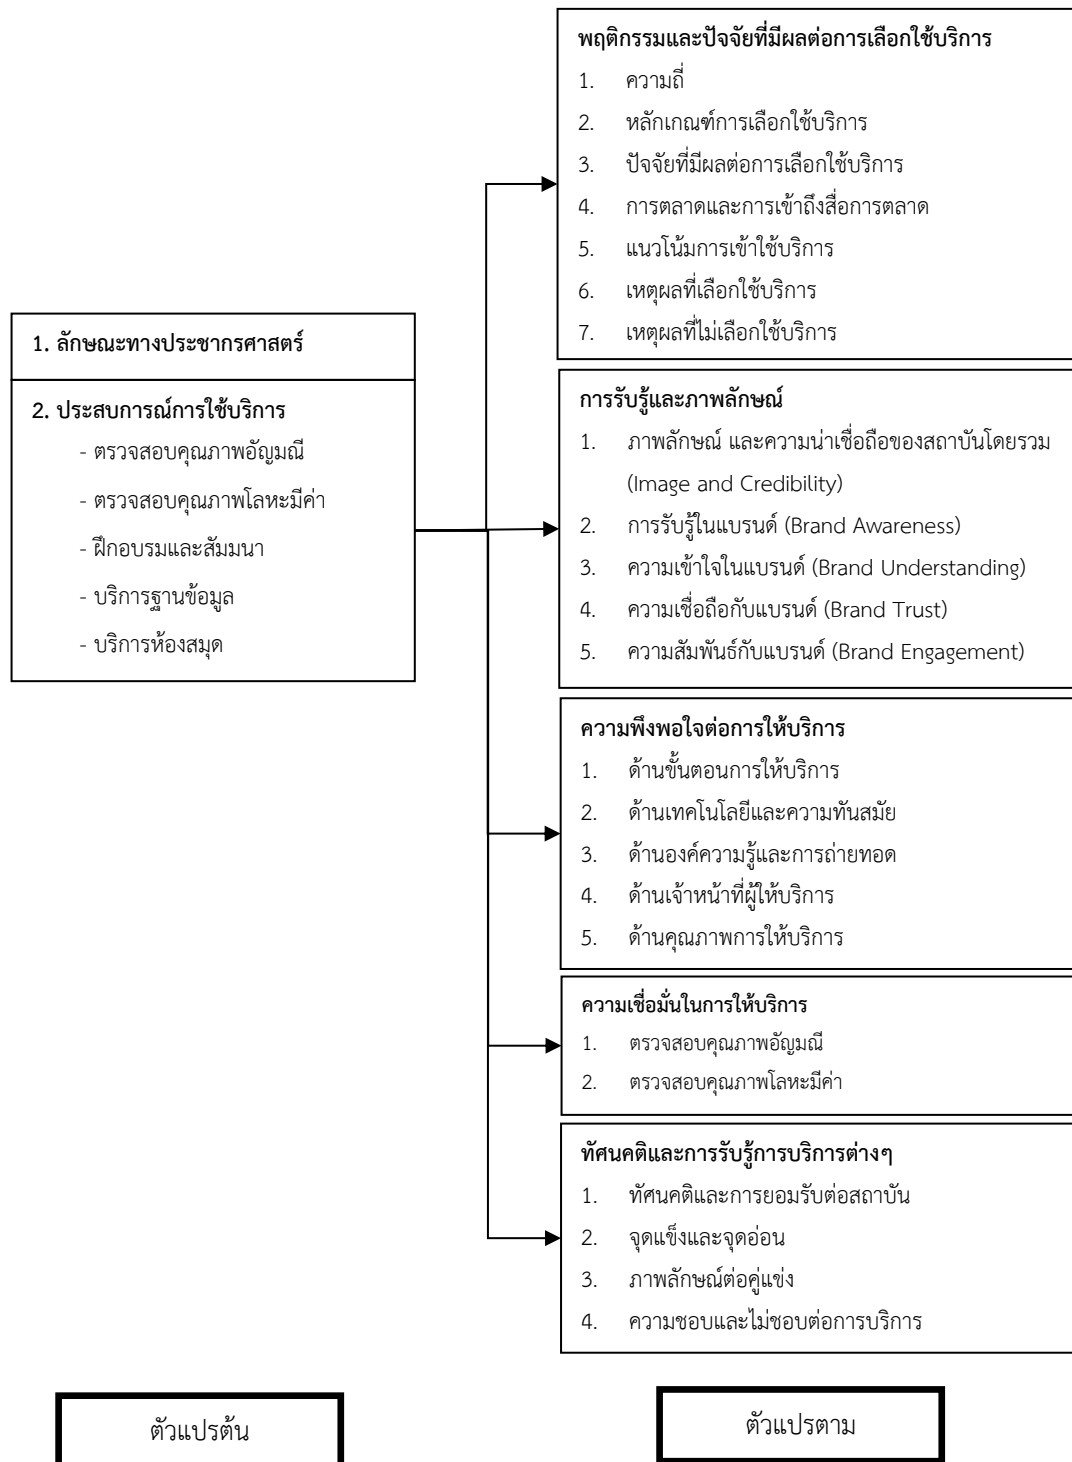 1. ลักษณะทางประชากรศาสตร์
2. ประสบการณ์การใช้บริการ
- ตรวจสอบคุณภาพอัญมณี
- ตรวจสอบคุณภาพโลหะมีค่า
- ฝึกอบรมและสัมมนา
- บริการฐานข้อมูล
- บริการห้องสมุด
พฤติกรรมและปัจจัยที่มีผลต่อการเลือกใช้บริการ
1. ความถี่
2. หลักเกณฑ์การเลือกใช้บริการ
3. ปัจจัยที่มีผลต่อการเลือกใช้บริการ
4. การตลาดและการเข้าถึงสื่อการตลาด
5. แนวโน้มการเข้าใช้บริการ
6. เหตุผลที่เลือกใช้บริการ
7. เหตุผลที่ไม่เลือกใช้บริการ
การรับรู้และภาพลักษณ์
1. ภาพลักษณ์ และความน่าเชื่อถือของสถาบันโดยรวม
(Image and Credibility)
2. การรับรู้ในแบรนด์ (Brand Awareness)
3. ความเข้าใจในแบรนด์ (Brand Understanding)
4. ความเชื่อถือกับแบรนด์ (Brand Trust)
5. ความสัมพันธ์กับแบรนด์ (Brand Engagement)
ความพึงพอใจต่อการให้บริการ
1. ด้านขั้นตอนการให้บริการ
2. ด้านเทคโนโลยีและความทันสมัย
3. ด้านองค์ความรู้และการถ่ายทอด
4. ด้านเจ้าหน้าที่ผู้ให้บริการ
5. ด้านคุณภาพการให้บริการ
ความเชื่อมั่นในการให้บริการ
1. ตรวจสอบคุณภาพอัญมณี
2. ตรวจสอบคุณภาพโลหะมีค่า
ทัศนคติและการรับรู้การบริการต่างๆ
1. ทัศนคติและการยอมรับต่อสถาบัน
2. จุดแข็งและจุดอ่อน
3. ภาพลักษณ์ต่อคู่แข่ง
4. ความชอบและไม่ชอบต่อการบริการ
ตัวแปรต้น
ตัวแปรตาม